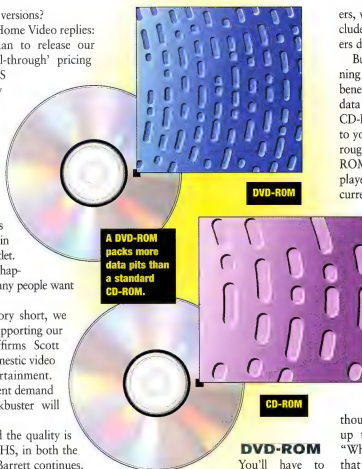 versions?
Home Video replies:
an to release our
l-through' pricing
S
s
in
let.
hap-
any people want
ory short, we
pporting our
ffirms Scott
nestic video
rtainment.
ent demand
kbuster will
d the quality is
HS, in both the
Barrett continues.
DVD-ROM
A DVD-ROM
packs more
data pits than
a standard
CD-ROM.
CD-ROM
DVD-ROM
You'll have to
ers, v
clude
ers d
Bu
ning
bene
data
CD-
to yo
roug
ROM
playe
curre
thou
up t
"Wh
that